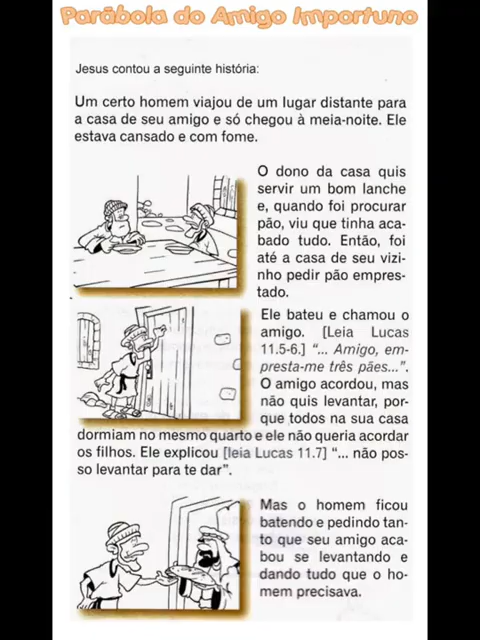 Parábola do Amigo Importuno
Jesus contou a seguinte história:
Um certo homem viajou de um lugar distante para
a casa de seu amigo e só chegou à meia-noite. Ele
estava cansado e com fome.
O dono da casa quis
servir um bom lanche
e, quando foi procurar
pão, viu que tinha aca-
bado tudo. Então, foi
até a casa de seu vizi-
nho pedir pão empres-
tado.
Ele bateu e chamou o
amigo. [Leia Lucas
11.5-6.] “... Amigo, em-
presta-me três pães...”.
O amigo acordou, mas
não quis levantar, por-
que todos na sua casa
dormiam no mesmo quarto e ele não queria acordar
os filhos. Ele explicou [leia Lucas 11.7] “... não pos-
so levantar para te dar”.
Mas o homem ficou
batendo e pedindo tan-
to que seu amigo aca-
bou se levantando e
dando tudo que o ho-
mem precisava.